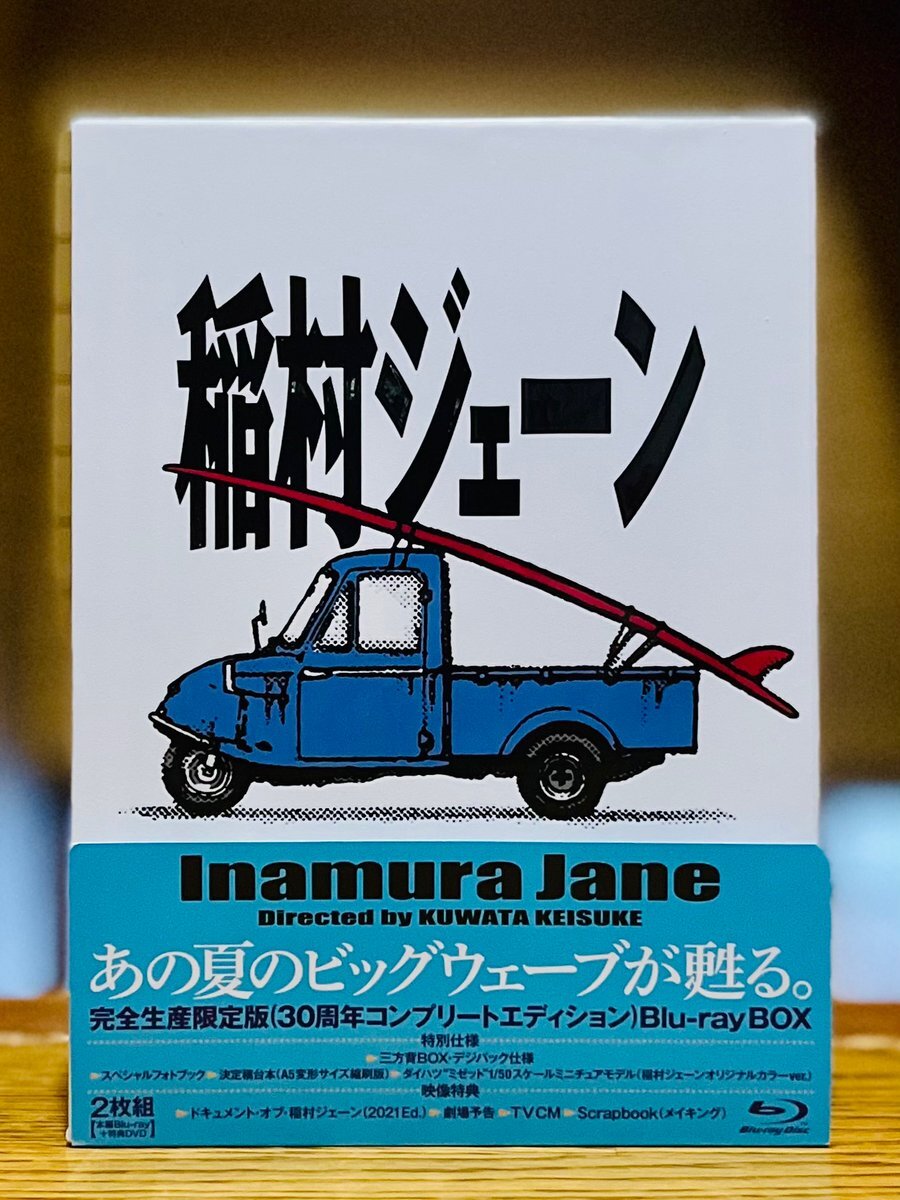 稲村ジェーン
Inamura Jane
Directed by KUWATA KEISUKE
あの夏のビッグウェーブが甦る。
完全生産限定版(30周年コンプリートエディション)Blu-ray BOX
特別仕様
►三方背BOX・デジパック仕様
►スペシャルフォトブック ►決定稿台本(A5変形サイズ縮刷版) ►ダイハツ"ミゼット"1/50スケールミニチュアモデル(稲村ジェーンオリジナルカラーver.)
映像特典
►ドキュメント・オブ・稲村ジェーン(2021Ed.) ►劇場予告 ►TVCM ►Scrapbook(メイキング)
2枚組
【本編Blu-ray+特典DVD】
Blu-ray Disc